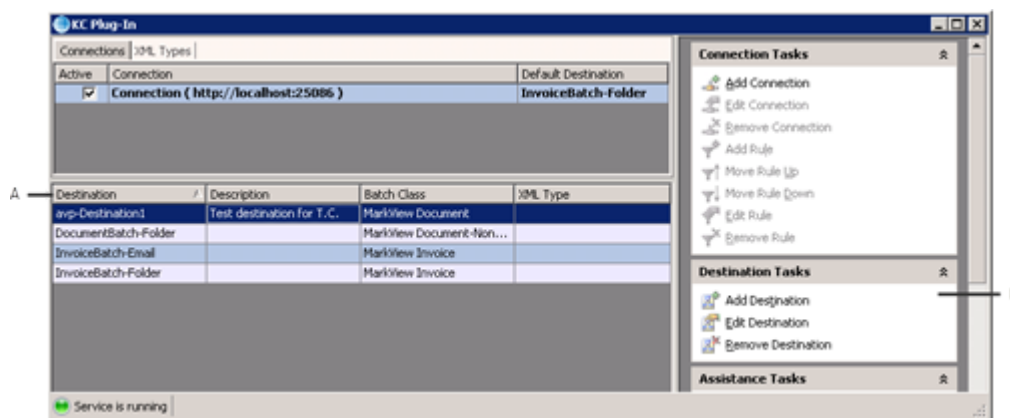 KC Plug-In
Connections XML Types
Active Connection Default Destination
Connection ( http://localhost:25086 ) InvoiceBatch-Folder
A
Destination Description Batch Class XML Type
avp-Destination1 Test destination for T.C. MarkView Document
DocumentBatch-Folder MarkView Document-Non...
InvoiceBatch-Email MarkView Invoice
InvoiceBatch-Folder MarkView Invoice
Service is running
Connection Tasks
Add Connection
Edit Connection
Remove Connection
Add Rule
Move Rule Up
Move Rule Down
Edit Rule
Remove Rule
Destination Tasks
Add Destination
Edit Destination
Remove Destination
Assistance Tasks